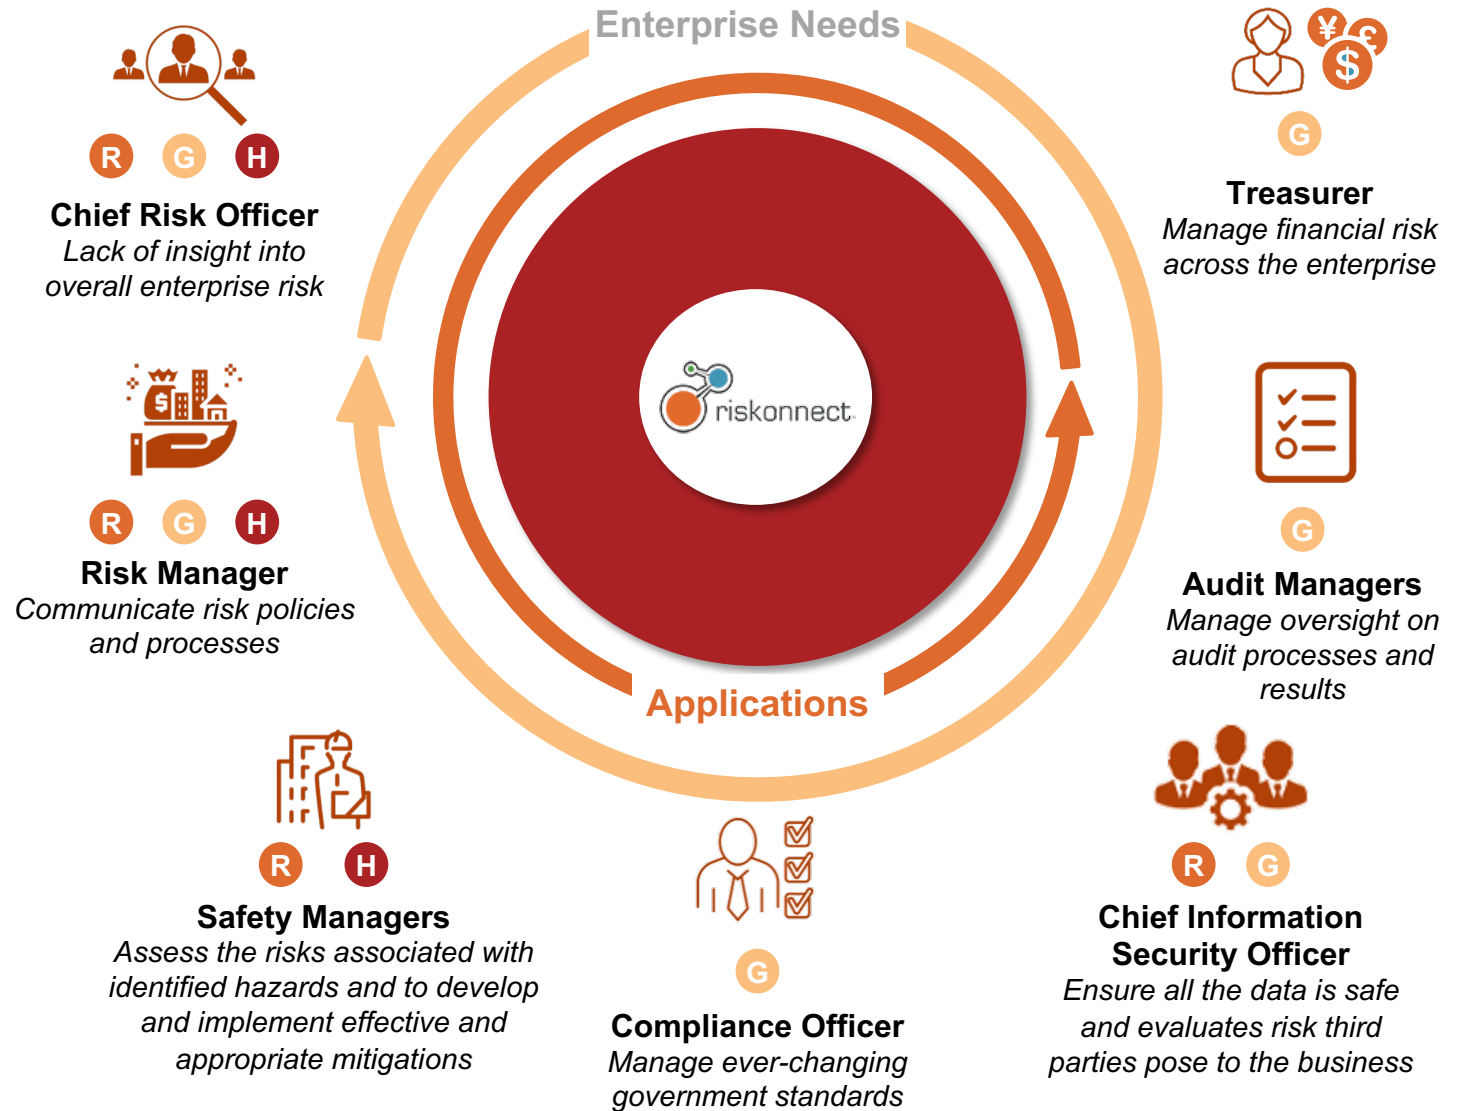 Enterprise Needs
R G H
Chief Risk Officer
Lack of insight into
overall enterprise risk
¥ £ $
G
Treasurer
Manage financial risk
across the enterprise
$
R G H
Risk Manager
Communicate risk policies
and processes
riskonnect
G
Audit Managers
Manage oversight on
audit processes and
results
Applications
R H
Safety Managers
Assess the risks associated with
identified hazards and to develop
and implement effective and
appropriate mitigations
G
Compliance Officer
Manage ever-changing
government standards
R G
Chief Information
Security Officer
Ensure all the data is safe
and evaluates risk third
parties pose to the business